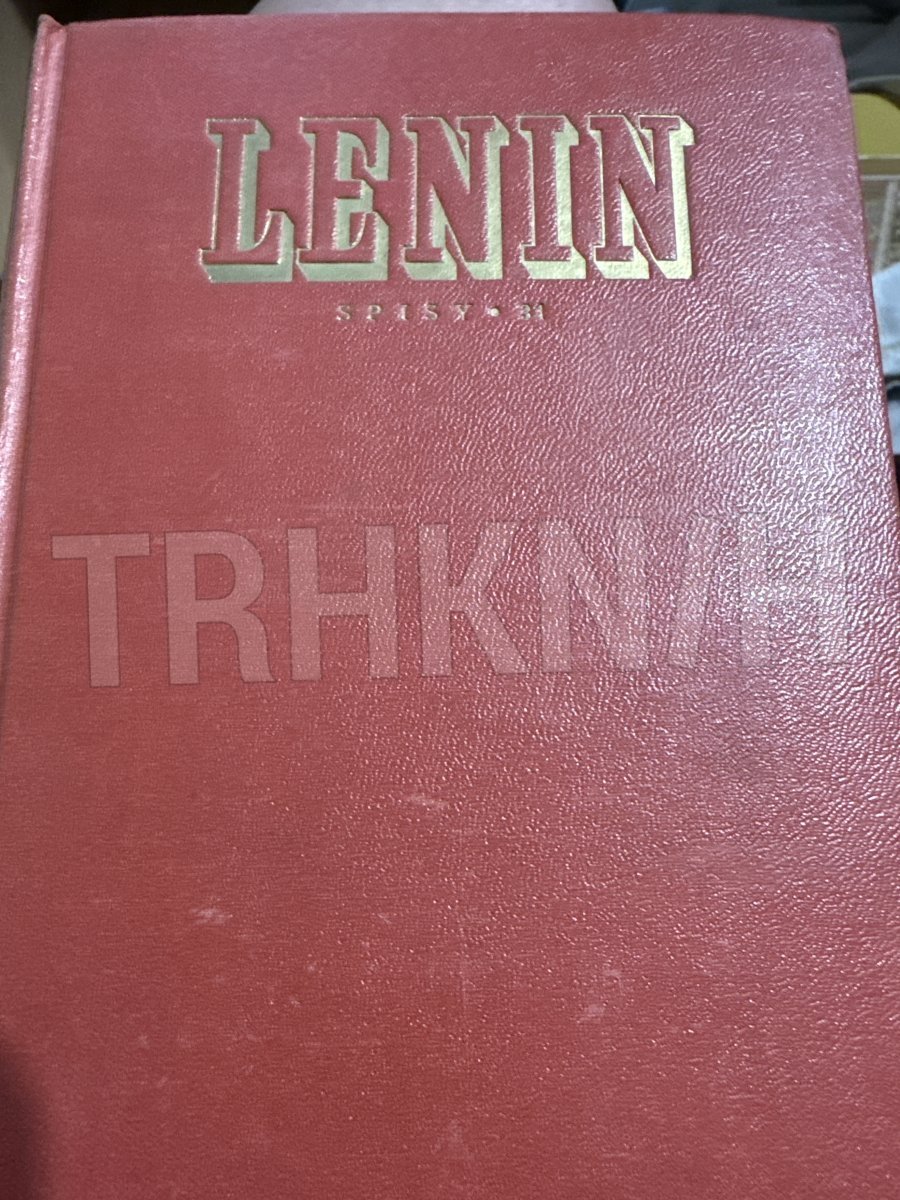 LENIN
SPISY • 31
TRHKNIH